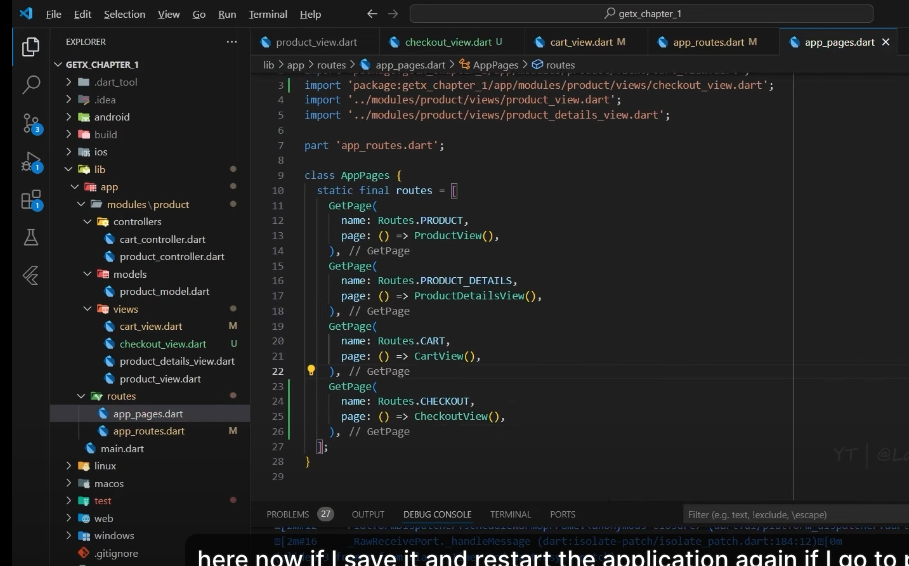 File Edit Selection View Go Run Terminal Help
getx_chapter_1
EXPLORER
product_view.dart
checkout_view.dart U
cart_view.dart M
app_routes.dart M
app_pages.dart
lib > app > routes > app_pages.dart > AppPages > routes
GETX_CHAPTER_1
.dart_tool
.idea
android
build
ios
lib
app
modules\product
controllers
cart_controller.dart
product_controller.dart
models
product_model.dart
views
cart_view.dart M
checkout_view.dart U
product_details_view.dart
product_view.dart
routes
app_pages.dart
app_routes.dart M
main.dart
linux
macos
test
web
windows
.gitignore
3
1
1
3 import 'package:getx_chapter_1/app/modules/product/views/checkout_view.dart';
4 import '../modules/product/views/product_view.dart';
5 import '../modules/product/views/product_details_view.dart';
6
7 part 'app_routes.dart';
8
9 class AppPages {
10 static final routes = [
11 GetPage(
12 name: Routes.PRODUCT,
13 page: () => ProductView(),
14 ), // GetPage
15 GetPage(
16 name: Routes.PRODUCT_DETAILS,
17 page: () => ProductDetailsView(),
18 ), // GetPage
19 GetPage(
20 name: Routes.CART,
21 page: () => CartView(),
22 ), // GetPage
23 GetPage(
24 name: Routes.CHECKOUT,
25 page: () => CheckoutView(),
26 ), // GetPage
27 ];
28 }
29
YT | @Lo
PROBLEMS 27 OUTPUT DEBUG CONSOLE TERMINAL PORTS
Filter (e.g. text, !exclude, \escape)
[2m#16 RawReceivePort._handleMessage (dart:isolate-patch/isolate_patch.dart:184:12)[0m
here now if I save it and restart the application again if I go to